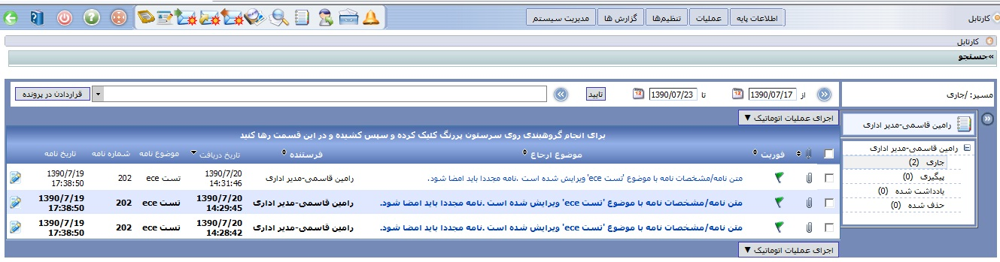 کارتابل
اطلاعات پایه
عملیات
تنظیم‌ها
گزارش ها
مدیریت سیستم
کارتابل
»جستجو
مسیر: /جاری
از 1390/07/17 تا 1390/07/23 تایید
قراردادن در پرونده
رامین قاسمی-مدیر اداری
رامین قاسمی-مدیر اداری
جاری (2)
پیگیری (0)
یادداشت شده (0)
حذف شده (0)
اجرای عملیات اتوماتیک ▼
برای انجام گروهبندی روی سرستون پررنگ کلیک کرده و سپس کشیده و در این قسمت رها کنید
فوریت موضوع ارجاع فرستنده تاریخ دریافت موضوع نامه شماره نامه تاریخ نامه
متن نامه/مشخصات نامه با موضوع 'تست ece' ویرایش شده است .نامه مجددا باید امضا شود. رامین قاسمی-مدیر اداری 1390/7/20 14:31:46 تست ece 202 1390/7/19 17:38:50
متن نامه/مشخصات نامه با موضوع 'تست ece' ویرایش شده است .نامه مجددا باید امضا شود. رامین قاسمی-مدیر اداری 1390/7/20 14:29:45 تست ece 202 1390/7/19 17:38:50
متن نامه/مشخصات نامه با موضوع 'تست ece' ویرایش شده است .نامه مجددا باید امضا شود. رامین قاسمی-مدیر اداری 1390/7/20 14:28:42 تست ece 202 1390/7/19 17:38:50
اجرای عملیات اتوماتیک ▼